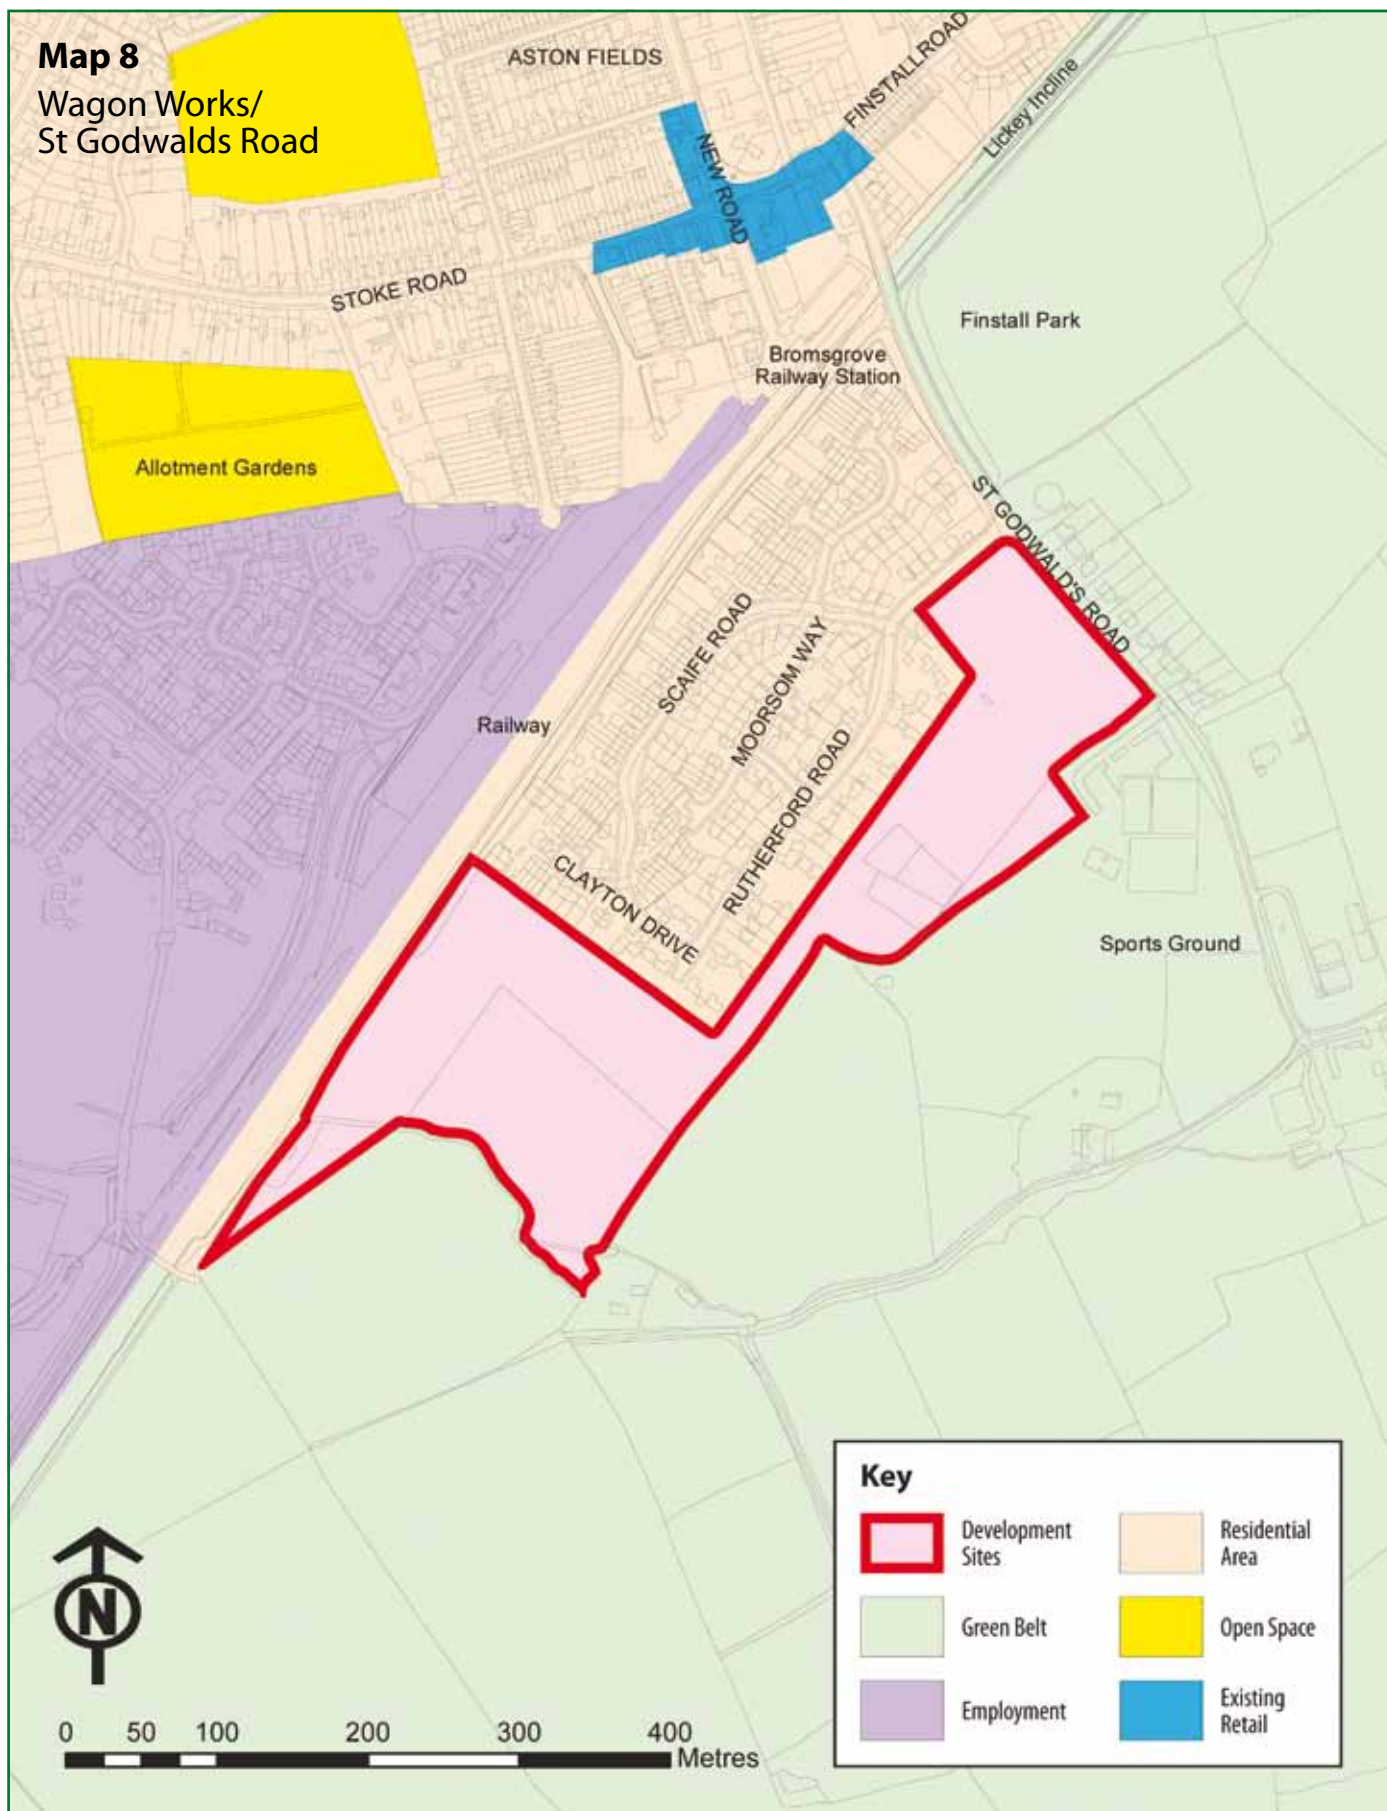 Map 8
Wagon Works/
St Godwalds Road
ASTON FIELDS
FINSTALLROAD
Lickey Incline
NEW ROAD
STOKE ROAD
Finstall Park
Bromsgrove
Railway Station
Allotment Gardens
ST GODWALD'S ROAD
SCAIFE ROAD
MOORSOM WAY
Railway
RUTHERFORD ROAD
CLAYTON DRIVE
Sports Ground
Key
Development
Sites
Residential
Area
Green Belt
Open Space
Employment
Existing
Retail
N
0 50 100 200 300 400
Metres